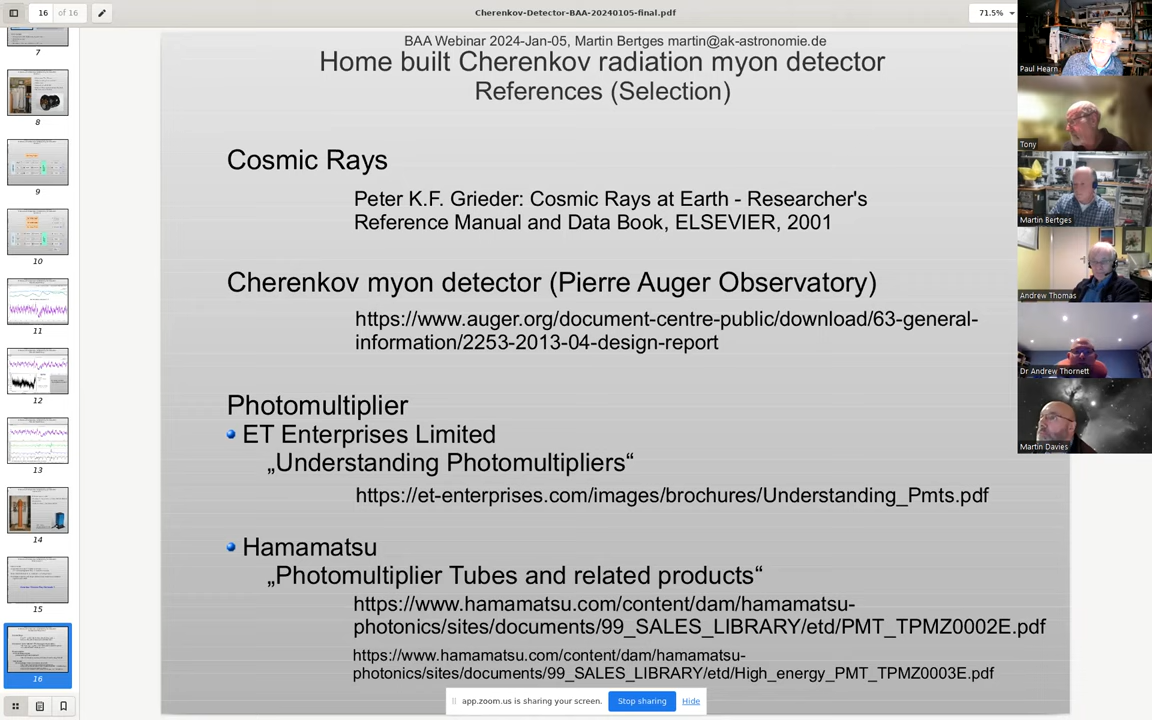 16 of 16
Cherenkov-Detector-BAA-20240105-final.pdf
71.5%
7
8
9
10
11
12
13
14
15
16
BAA Webinar 2024-Jan-05, Martin Bertges martin@ak-astronomie.de
Home built Cherenkov radiation myon detector
References (Selection)
Cosmic Rays
Peter K.F. Grieder: Cosmic Rays at Earth - Researcher's
Reference Manual and Data Book, ELSEVIER, 2001
Cherenkov myon detector (Pierre Auger Observatory)
https://www.auger.org/document-centre-public/download/63-general-
information/2253-2013-04-design-report
Photomultiplier
ET Enterprises Limited
„Understanding Photomultipliers“
https://et-enterprises.com/images/brochures/Understanding_Pmts.pdf
Hamamatsu
„Photomultiplier Tubes and related products“
https://www.hamamatsu.com/content/dam/hamamatsu-
photonics/sites/documents/99_SALES_LIBRARY/etd/PMT_TPMZ0002E.pdf
https://www.hamamatsu.com/content/dam/hamamatsu-
photonics/sites/documents/99_SALES_LIBRARY/etd/High_energy_PMT_TPMZ0003E.pdf
app.zoom.us is sharing your screen. Stop sharing Hide
Paul Hearn
Tony
Martin Bertges
Andrew Thomas
Dr Andrew Thornett
Martin Davies